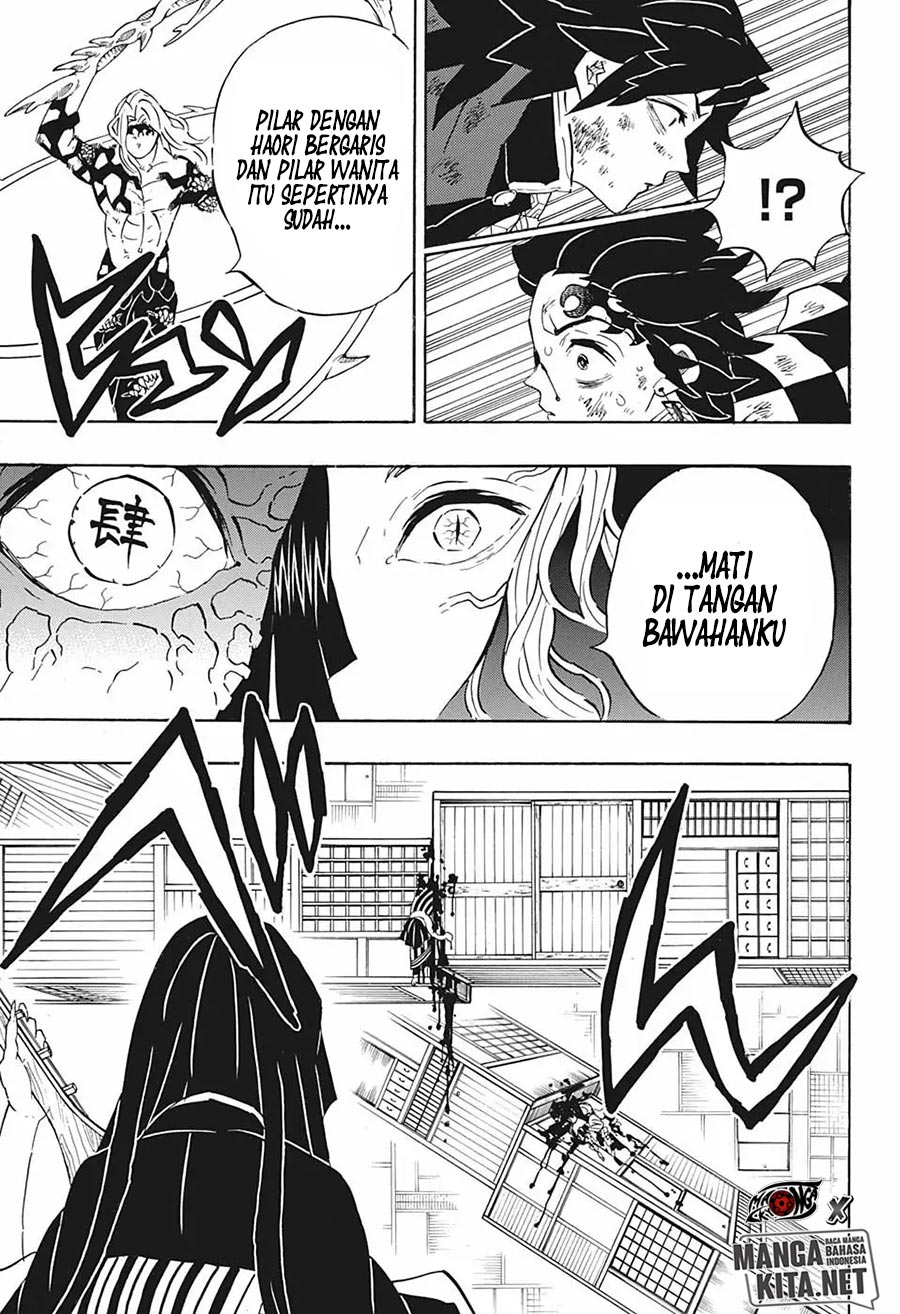 !?
PILAR DENGAN
HAORI BERGARIS
DAN PILAR WANITA
ITU SEPERTINYA
SUDAH...
...MATI
DI TANGAN
BAWAHANKU
肆
MANGA
KITA.NET
BACA MANGA
BAHASA
INDONESIA
X